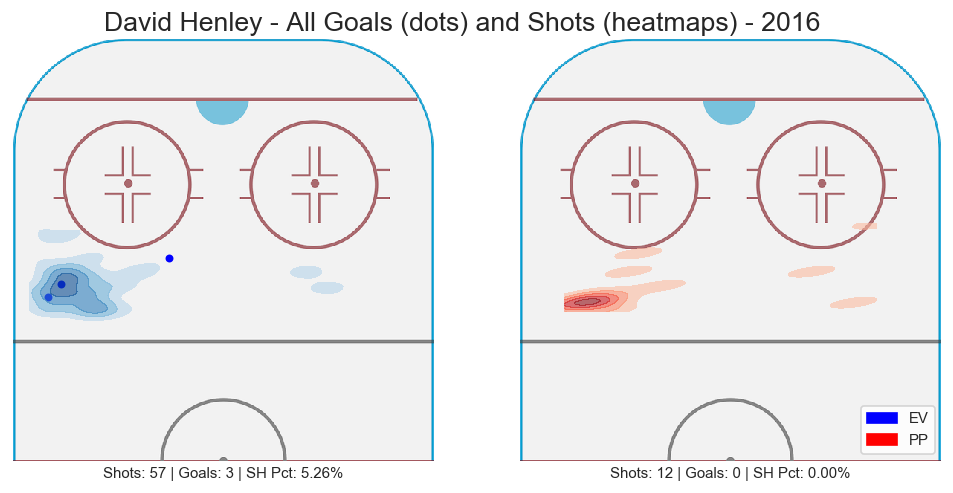 David Henley - All Goals (dots) and Shots (heatmaps) - 2016
EV
PP
Shots: 57 | Goals: 3 | SH Pct: 5.26%
Shots: 12 | Goals: 0 | SH Pct: 0.00%